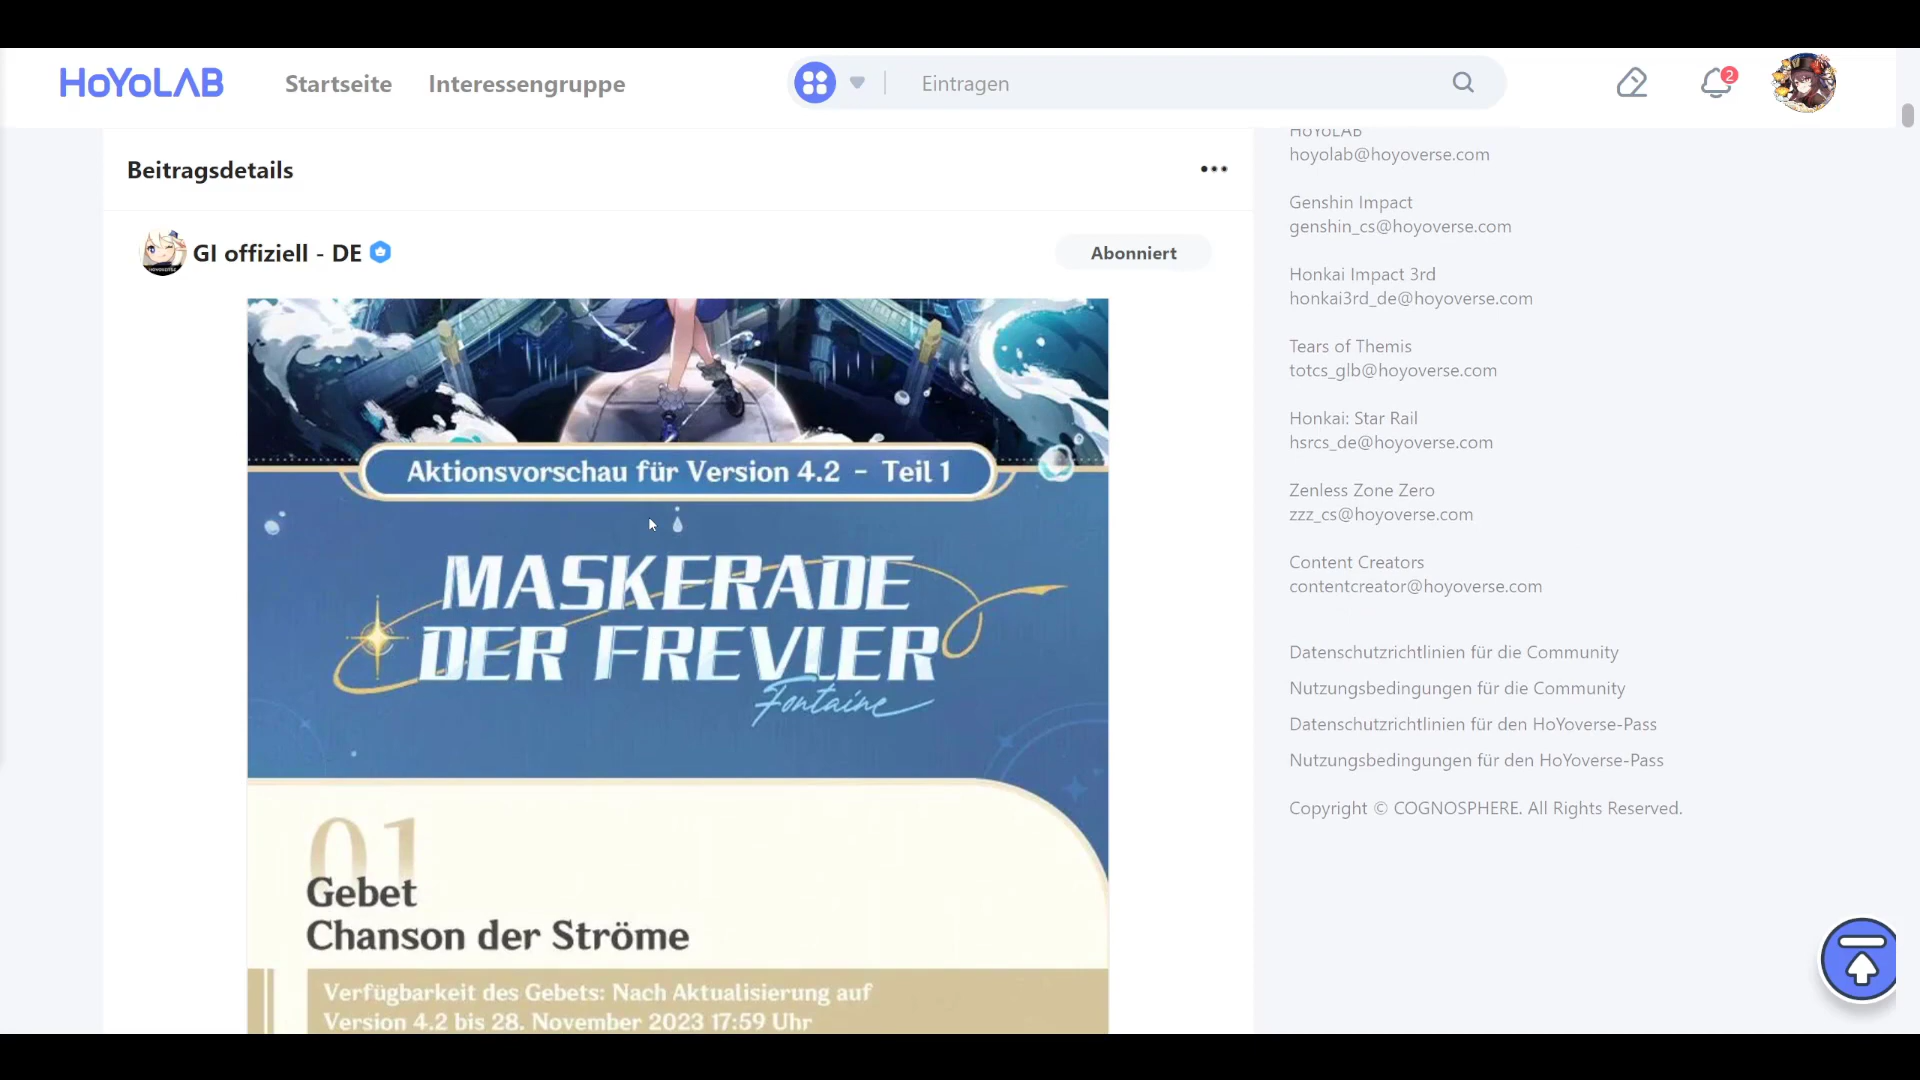 HoYoLAB
Startseite
Interessengruppe
Eintragen
2
Beitragsdetails
GI offiziell - DE
Abonniert
Aktionsvorschau für Version 4.2 - Teil 1
MASKERADE
DER FREVLER
Fontaine
01
Gebet
Chanson der Ströme
Verfügbarkeit des Gebets: Nach Aktualisierung auf
Version 4.2 bis 28. November 2023 17:59 Uhr
HoYoLAB
hoyolab@hoyoverse.com
Genshin Impact
genshin_cs@hoyoverse.com
Honkai Impact 3rd
honkai3rd_de@hoyoverse.com
Tears of Themis
totcs_glb@hoyoverse.com
Honkai: Star Rail
hsrcs_de@hoyoverse.com
Zenless Zone Zero
zzz_cs@hoyoverse.com
Content Creators
contentcreator@hoyoverse.com
Datenschutzrichtlinien für die Community
Nutzungsbedingungen für die Community
Datenschutzrichtlinien für den HoYoverse-Pass
Nutzungsbedingungen für den HoYoverse-Pass
Copyright © COGNOSPHERE. All Rights Reserved.